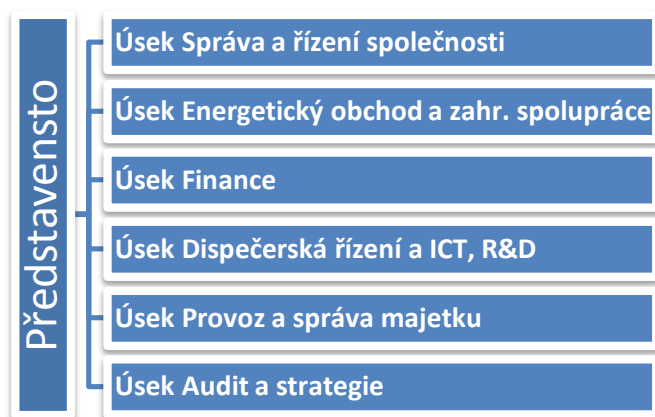 Představensto
Úsek Správa a řízení společnosti
Úsek Energetický obchod a zahr. spolupráce
Úsek Finance
Úsek Dispečerská řízení a ICT, R&D
Úsek Provoz a správa majetku
Úsek Audit a strategie